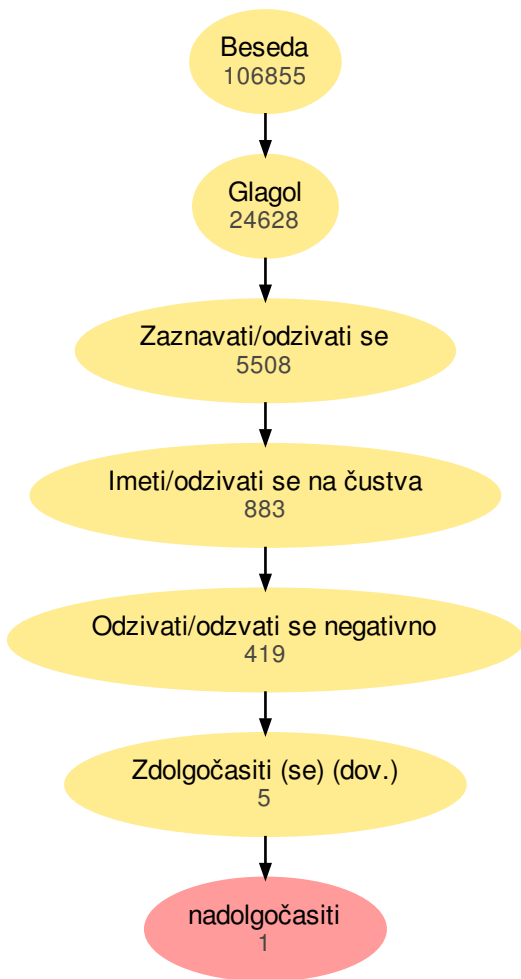 Beseda
106855
Glagol
24628
Zaznavati/odzivati se
5508
Imeti/odzivati se na čustva
883
Odzivati/odzvati se negativno
419
Zdolgočasiti (se) (dov.)
5
nadolgočasiti
1